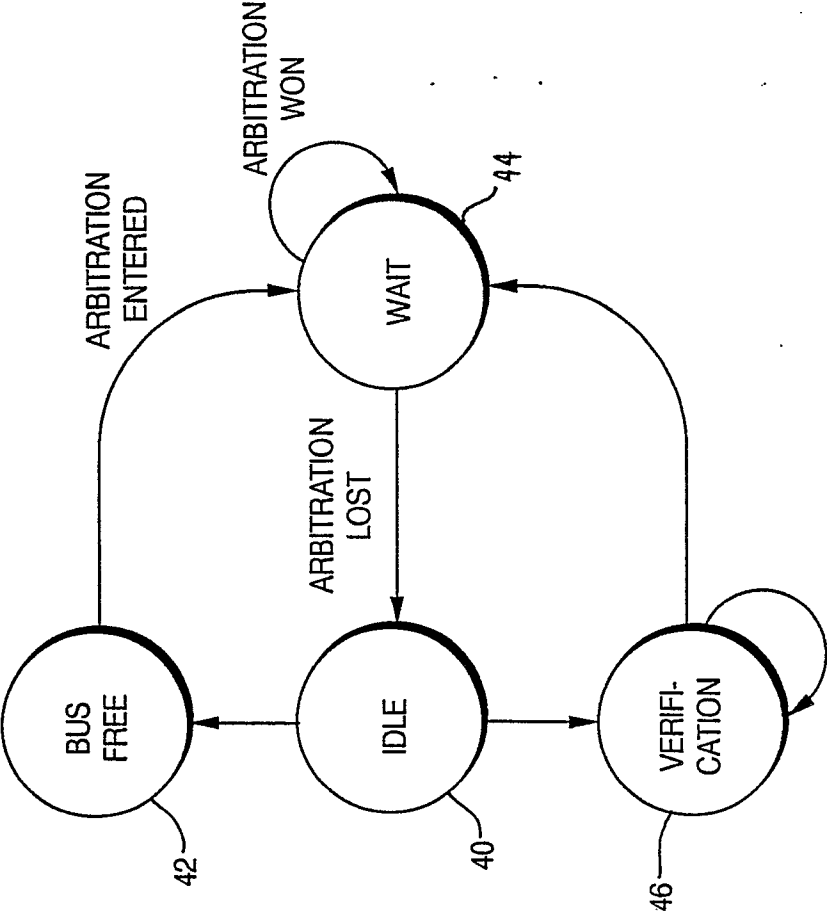 ARBITRATION
WON
ARBITRATION
ENTERED
44
WAIT
ARBITRATION
LOST
BUS
FREE
IDLE
VERIFI-
CATION
42
40
46